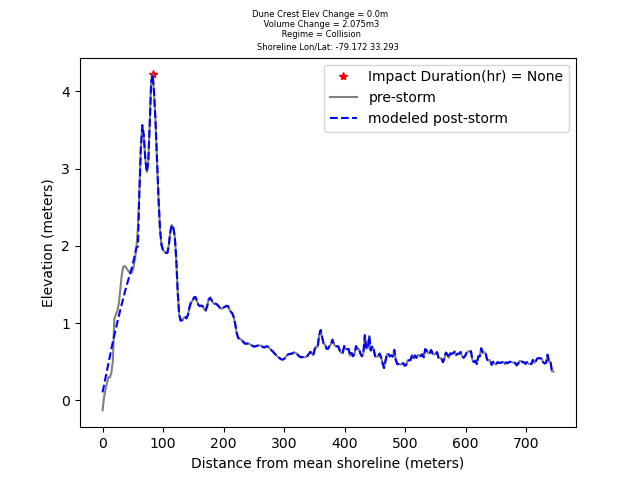 Dune Crest Elev Change = 0.0m
Volume Change = 2.075m3
Regime = Collision
Shoreline Lon/Lat: -79.172 33.293
Impact Duration(hr) = None
pre-storm
modeled post-storm
Elevation (meters)
4
3
2
1
0
0 100 200 300 400 500 600 700
Distance from mean shoreline (meters)